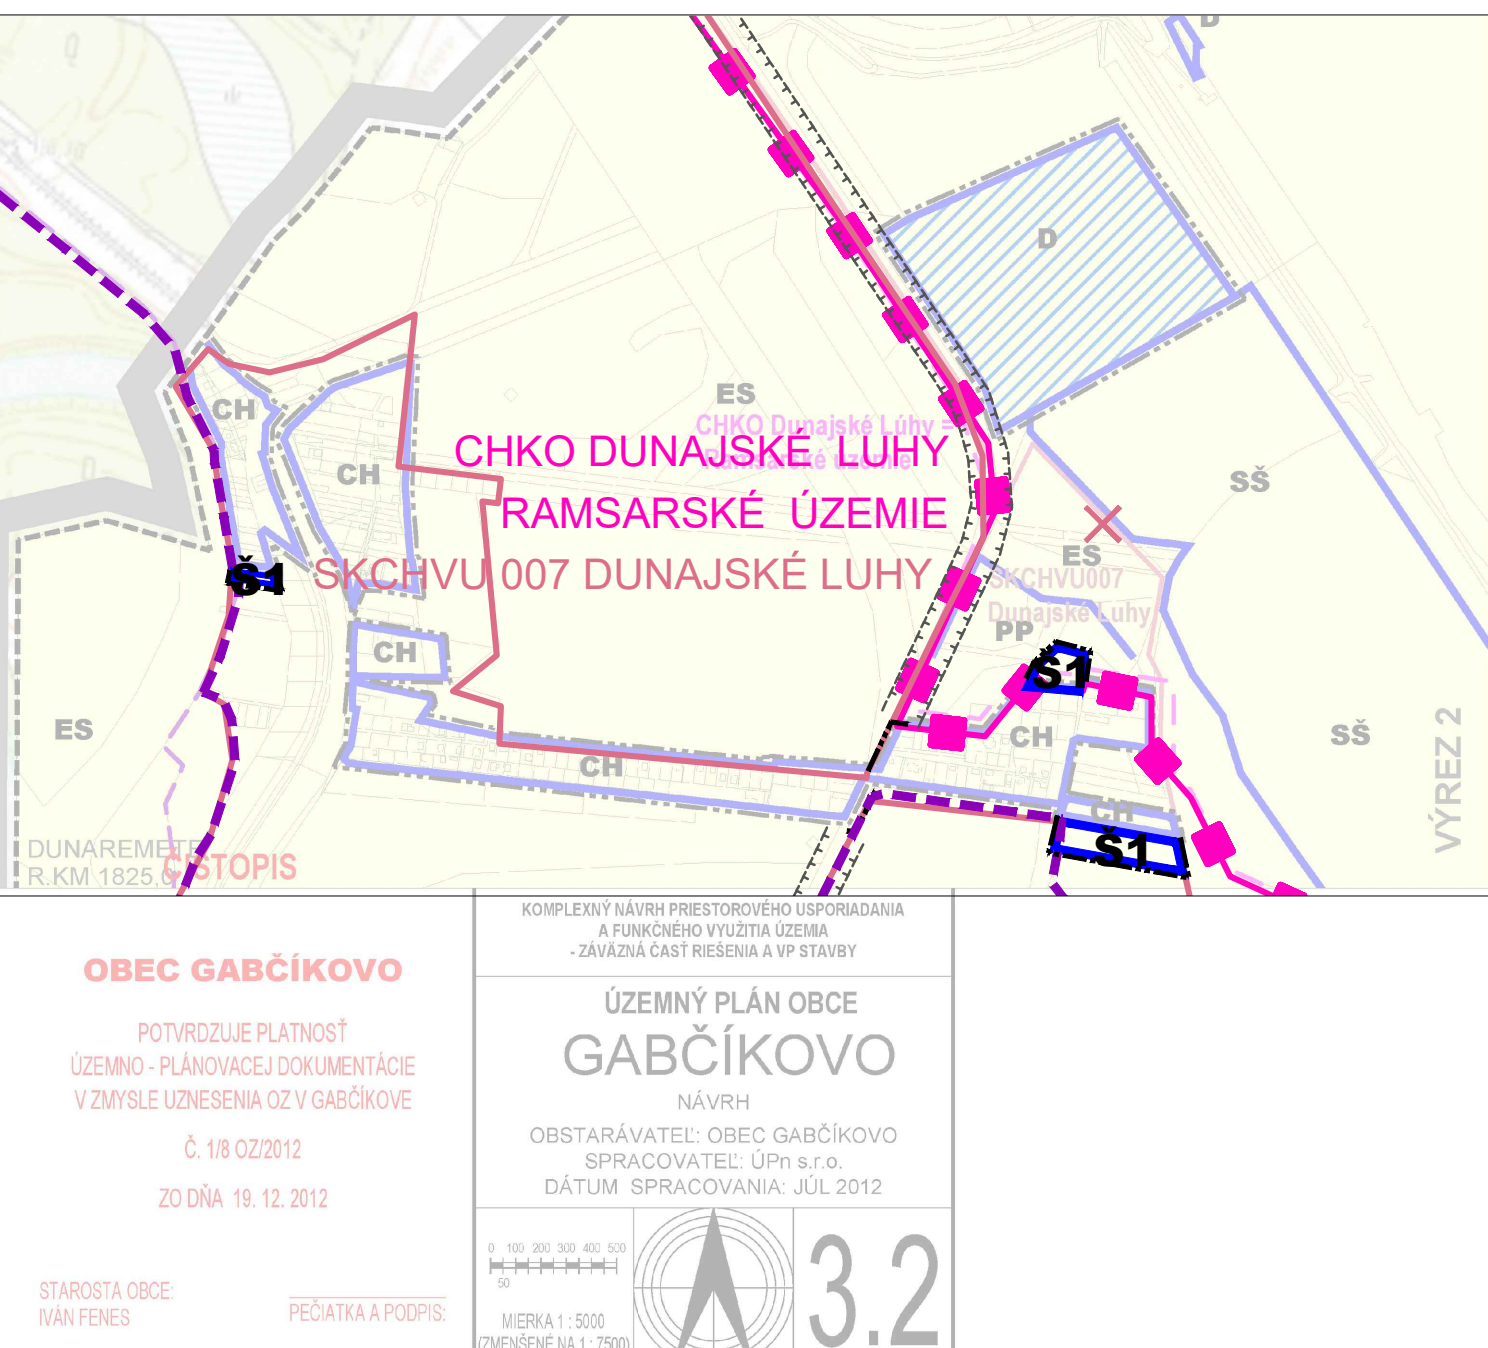 D
D
CH
ES
CHKO Dunajské Lúhy =
Ramsarské územie
CHKO DUNAJSKÉ LUHY
CH
SŠ
RAMSARSKÉ ÚZEMIE
ES
SKCHVU 007 DUNAJSKÉ LUHY
Š1
SKCHVU007
Dunajské Luhy
PP
CH
Š1
ES
CH
SŠ
CH
VÝREZ 2
CH
Š1
DUNAREMETE
R.KM 1825,0
ČISTOPIS
KOMPLEXNÝ NÁVRH PRIESTOROVÉHO USPORIADANIA
A FUNKČNÉHO VYUŽITIA ÚZEMIA
- ZÁVÄZNÁ ČASŤ RIEŠENIA A VP STAVBY
OBEC GABČÍKOVO
POTVRDZUJE PLATNOSŤ
ÚZEMNO - PLÁNOVACEJ DOKUMENTÁCIE
V ZMYSLE UZNESENIA OZ V GABČÍKOVE
Č. 1/8 OZ/2012
ZO DŇA 19. 12. 2012
STAROSTA OBCE:
IVÁN FENES
PEČIATKA A PODPIS:
ÚZEMNÝ PLÁN OBCE
GABČÍKOVO
NÁVRH
OBSTARÁVATEĽ: OBEC GABČÍKOVO
SPRACOVATEĽ: ÚPn s.r.o.
DÁTUM SPRACOVANIA: JÚL 2012
0 100 200 300 400 500
50
MIERKA 1 : 5000
(ZMENŠENÉ NA 1 : 7500)
3.2